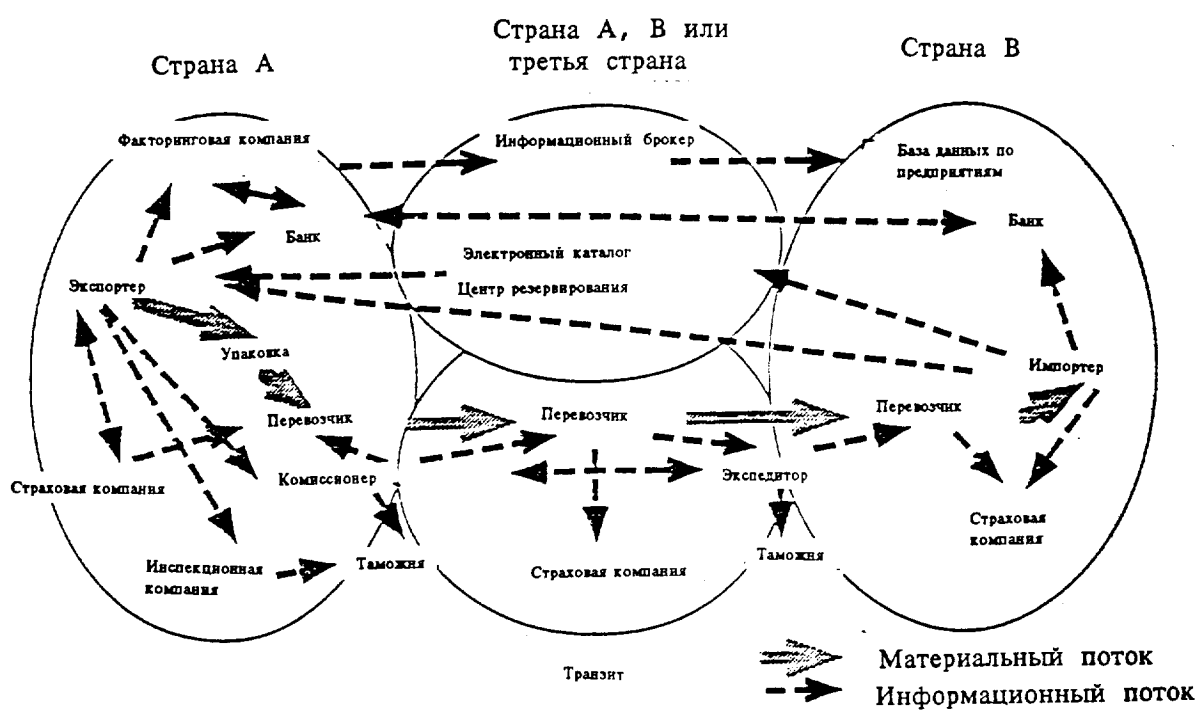 Страна А
Страна А, В или
третья страна
Страна В
Факторинговая компания
Информационный брокер
База данных по
предприятиям
Банк
Банк
Электронный каталог
Экспортер
Центр резервирования
Упаковка
Импортер
Перевозчик
Перевозчик
Перевозчик
Страховая компания
Комиссионер
Экспедитор
Страховая
компания
Инспекционная
компания
Таможня
Страховая компания
Таможня
Транзит
Материальный поток
Информационный поток